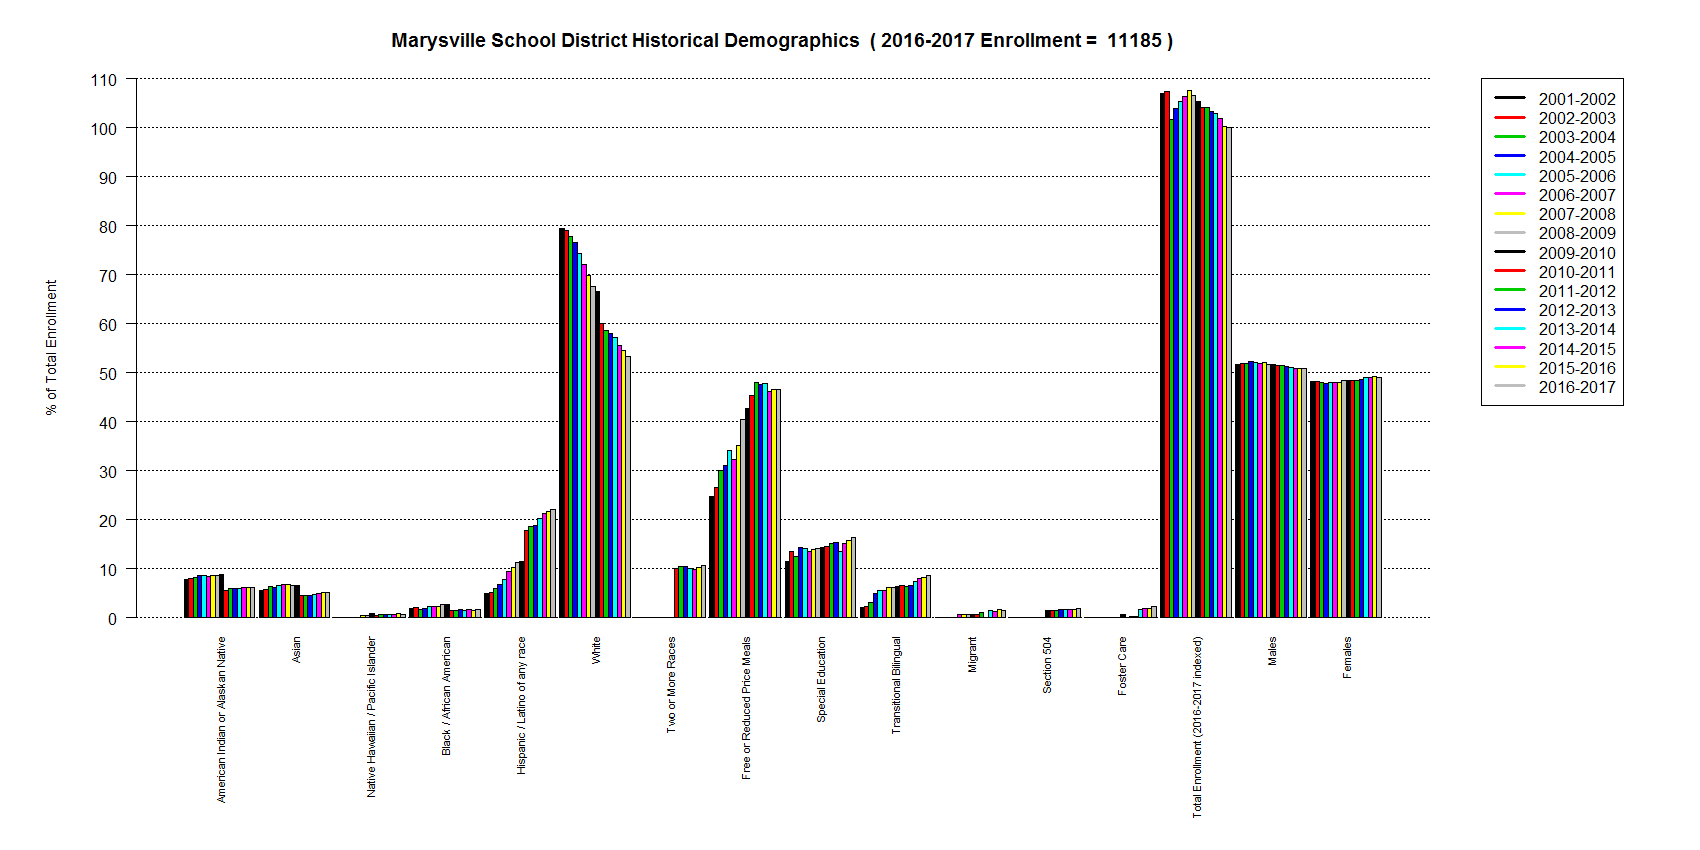 Marysville School District Historical Demographics ( 2016-2017 Enrollment = 11185 )
% of Total Enrollment
110
100
90
80
70
60
50
40
30
20
10
0
American Indian or Alaskan Native
Asian
Native Hawaiian / Pacific Islander
Black / African American
Hispanic / Latino of any race
White
Two or More Races
Free or Reduced Price Meals
Special Education
Transitional Bilingual
Migrant
Section 504
Foster Care
Total Enrollment (2016-2017 indexed)
Males
Females
2001-2002
2002-2003
2003-2004
2004-2005
2005-2006
2006-2007
2007-2008
2008-2009
2009-2010
2010-2011
2011-2012
2012-2013
2013-2014
2014-2015
2015-2016
2016-2017